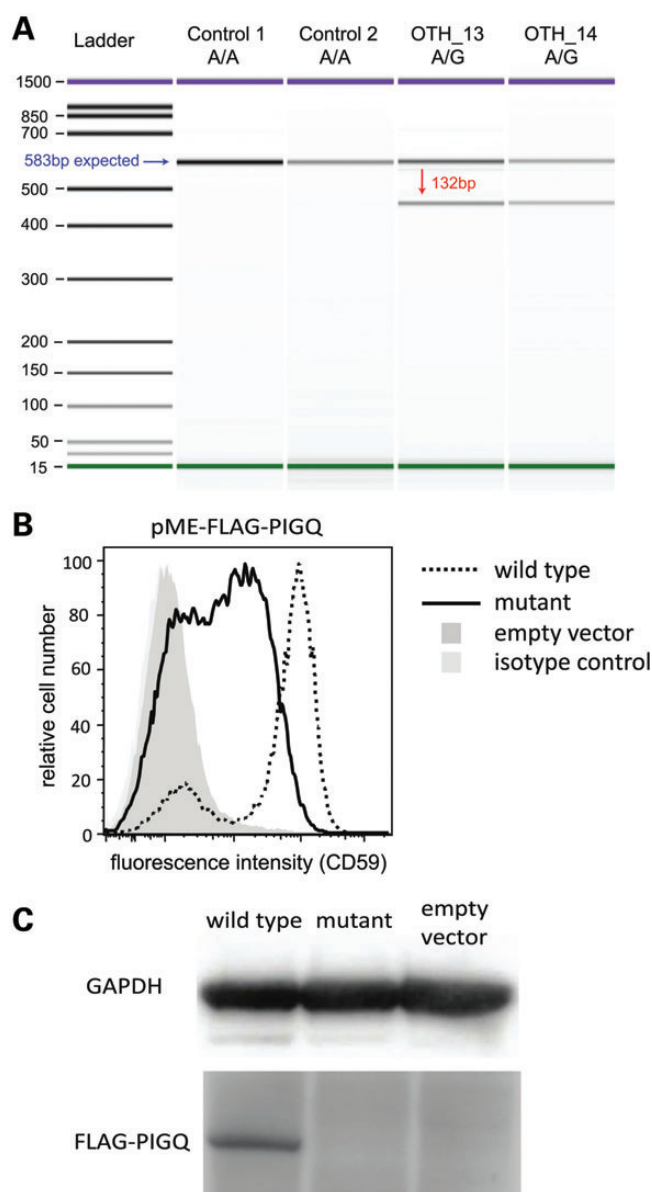 A
Ladder
Control 1
A/A
Control 2
A/A
OTH_13
A/G
OTH_14
A/G
1500
850
700
583bp expected
500
132bp
400
300
200
150
100
50
15
B
pME-FLAG-PIGQ
100
80
60
40
20
0
relative cell number
fluorescence intensity (CD59)
wild type
mutant
empty vector
isotype control
C
wild type
mutant
empty
vector
GAPDH
FLAG-PIGQ